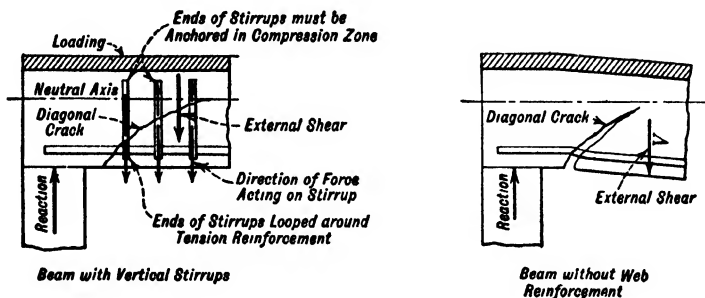 Ends of Stirrups must be
Anchored in Compression Zone
Loading
Neutral Axis
Diagonal
Crack
External Shear
Reaction
Direction of Force
Acting on Stirrup
Ends of Stirrups Looped around
Tension Reinforcement
Beam with Vertical Stirrups
Diagonal Crack
V
External Shear
Reaction
Beam without Web
Reinforcement